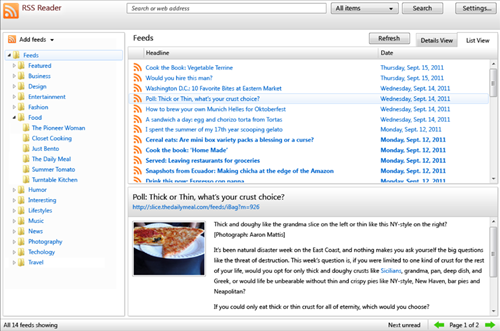 RSS Reader
Search or web address
All items
Search
Settings...
Add feeds
Feeds
Featured
Business
Design
Entertainment
Fashion
Food
The Pioneer Woman
Closet Cooking
Just Bento
The Daily Meal
Summer Tomato
Turntable Kitchen
Humor
Interesting
Lifestyles
Music
News
Photography
Techology
Travel
Feeds
Refresh
Details View
List View
Headline Date
Cook the Book: Vegetable Terrine Thursday, Sept. 15, 2011
Would you hire this man? Thursday, Sept. 15, 2011
Washington D.C.: 10 Favorite Bites at Eastern Market Wednesday, Sept. 14, 2011
Poll: Thick or Thin, what's your crust choice? Wednesday, Sept. 14, 2011
How to brew your own Munich Helles for Oktoberfest Wednesday, Sept. 14, 2011
A sandwich a day: egg and chorizo torta from Tortas Wednesday, Sept. 14, 2011
I spent the summer of my 17th year scooping gelato Monday, Sept. 12, 2011
Cereal eats: Are mini box variety packs a blessing or a curse? Monday, Sept. 12, 2011
Cook the book: 'Home Made' Monday, Sept. 12, 2011
Served: Leaving restaurants for groceries Monday, Sept. 12, 2011
Snapshots from Ecuador: Making chicha at the edge of the Amazon Monday, Sept. 12, 2011
Drink this now: Espresso con panna Monday, Sept. 12, 2011
Poll: Thick or Thin, what's your crust choice?
http://slice.thedailymeal.com/feeds/i8ag?m=926
Thick and doughy like the grandma slice on the left or thin like this NY-style on the right?
[Photograph: Aaron Mattis]
It's been natural disaster week on the East Coast, and nothing makes you ask yourself the big questions
like the threat of destruction. This week's question is, if you were limited to one kind of crust for the rest
of your life, would you opt for only thick and doughy crusts like Sicilians, grandma, pan, deep dish, and
Greek, or would life be unbearable without thin and crispy pies like NY-style, New Haven, bar pies and
Neapolitan?
If you could only eat thick or thin crust for all of eternity, which would you choose?
All 14 feeds showing
Next unread
Page 1 of 2